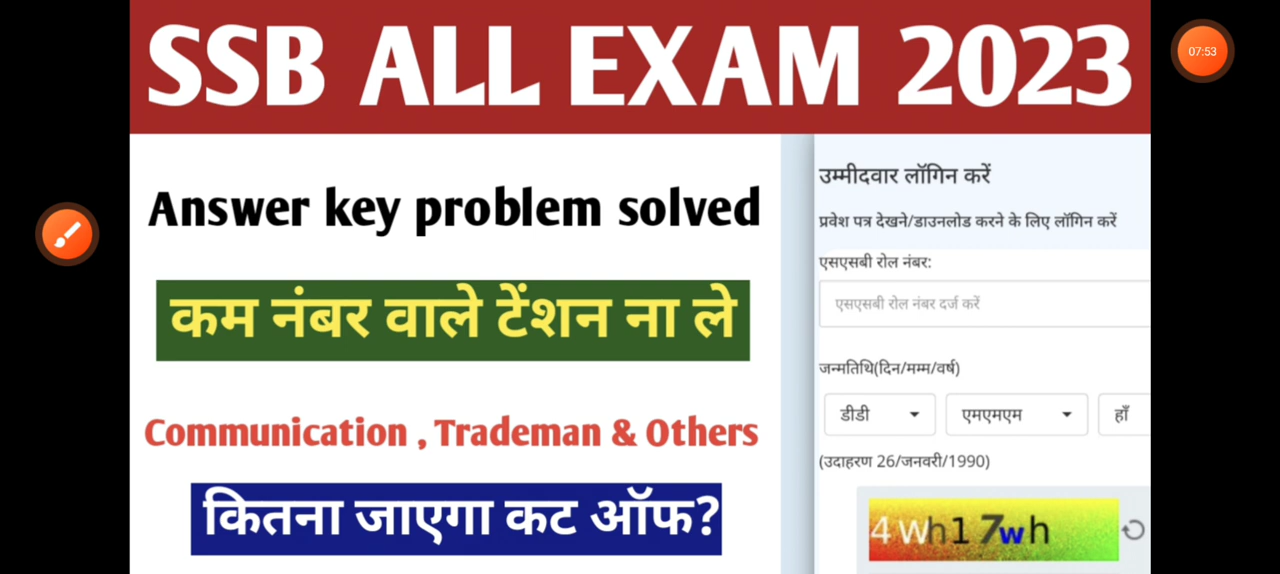 SSB ALL EXAM 2023
07:53
Answer key problem solved
कम नंबर वाले टेंशन ना ले
Communication , Trademan & Others
कितना जाएगा कट ऑफ?
उम्मीदवार लॉगिन करें
प्रवेश पत्र देखने/डाउनलोड करने के लिए लॉगिन करें
एसएसबी रोल नंबर:
एसएसबी रोल नंबर दर्ज करें
जन्मतिथि(दिन/मम्म/वर्ष)
डीडी एमएमएम हाँ
(उदाहरण 26/जनवरी/1990)
4wh17wh